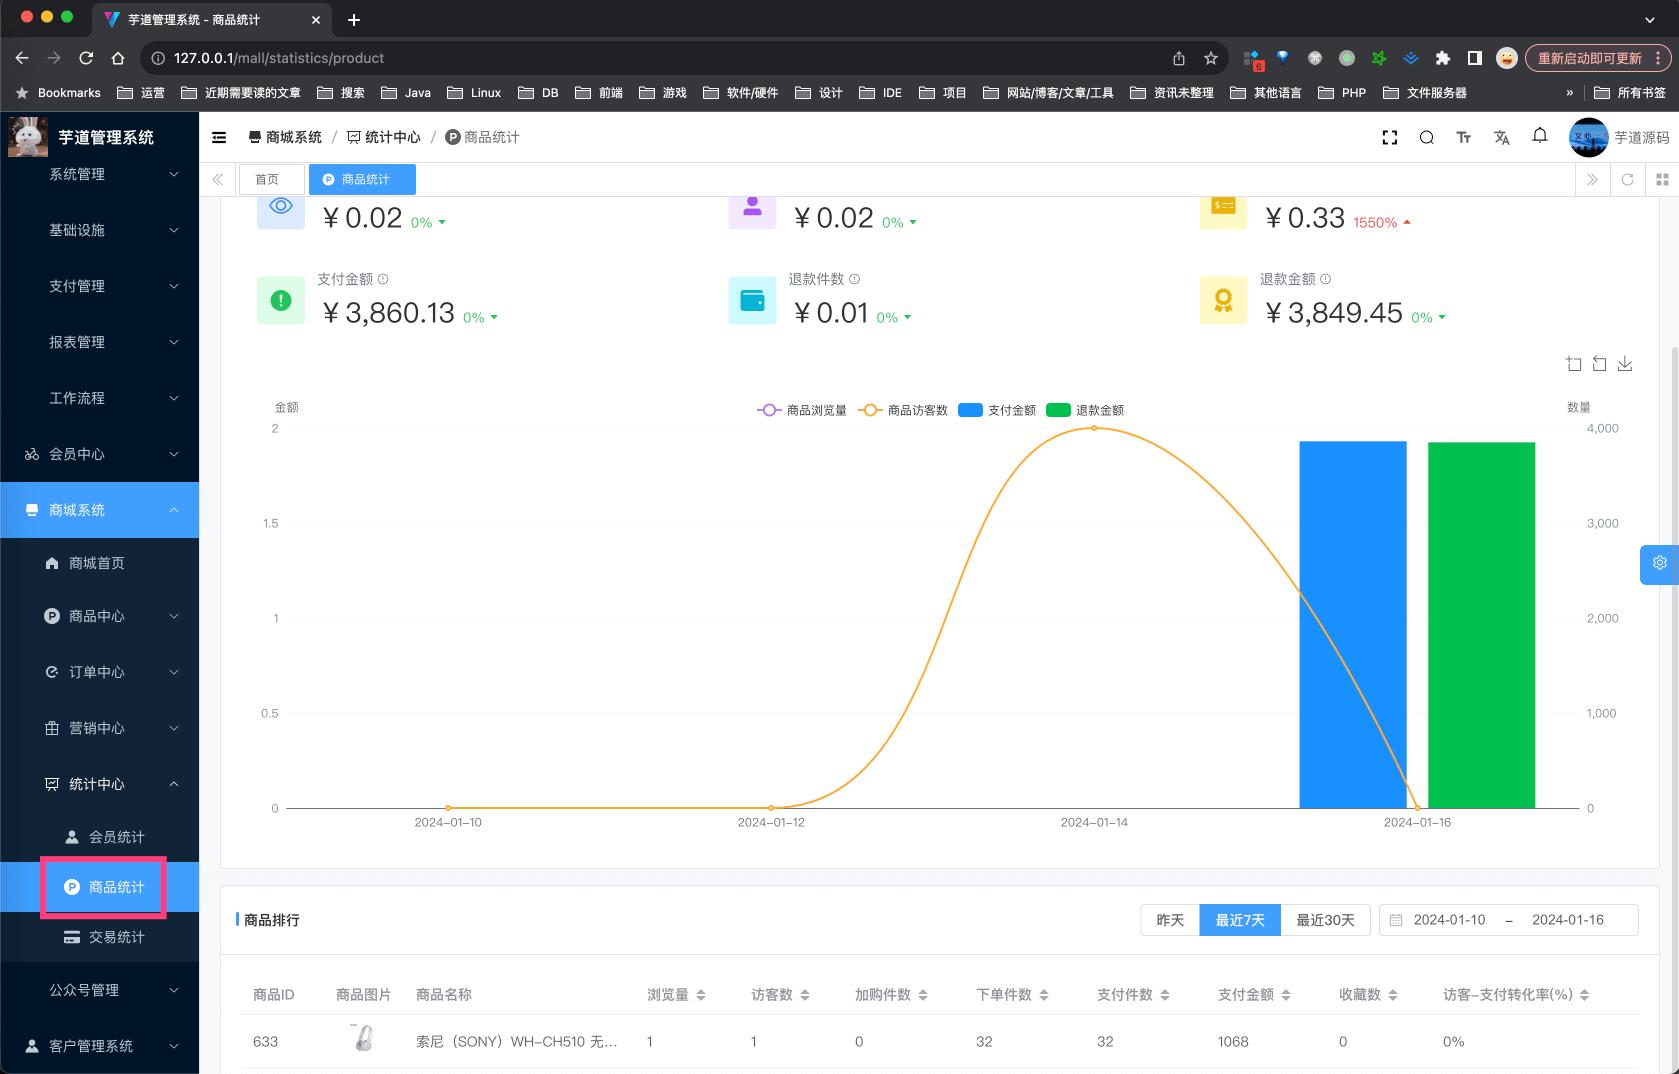 芋道管理系统 - 商品统计
127.0.0.1/mall/statistics/product
6
重新启动即可更新
Bookmarks 运营 近期需要读的文章 搜索 Java Linux DB 前端 游戏 软件/硬件 设计 IDE 项目 网站/博客/文章/工具 资讯未整理 其他语言 PHP 文件服务器 » 所有书签
芋道管理系统
系统管理
基础设施
支付管理
报表管理
工作流程
会员中心
商城系统
商城首页
商品中心
订单中心
营销中心
统计中心
会员统计
商品统计
交易统计
公众号管理
客户管理系统
商城系统 / 统计中心 / 商品统计
芋道源码
首页 商品统计
¥0.02 0% ¥0.02 0% ¥0.33 1550%
支付金额 退款件数 退款金额
¥3,860.13 0% ¥0.01 0% ¥3,849.45 0%
金额 商品浏览量 商品访客数 支付金额 退款金额 数量
2 4,000
1.5 3,000
1 2,000
0.5 1,000
0 0
2024-01-10 2024-01-12 2024-01-14 2024-01-16
商品排行 昨天 最近7天 最近30天 2024-01-10 - 2024-01-16
商品ID 商品图片 商品名称 浏览量 访客数 加购件数 下单件数 支付件数 支付金额 收藏数 访客-支付转化率(%)
633 索尼（SONY）WH-CH510 无... 1 1 0 32 32 1068 0 0%